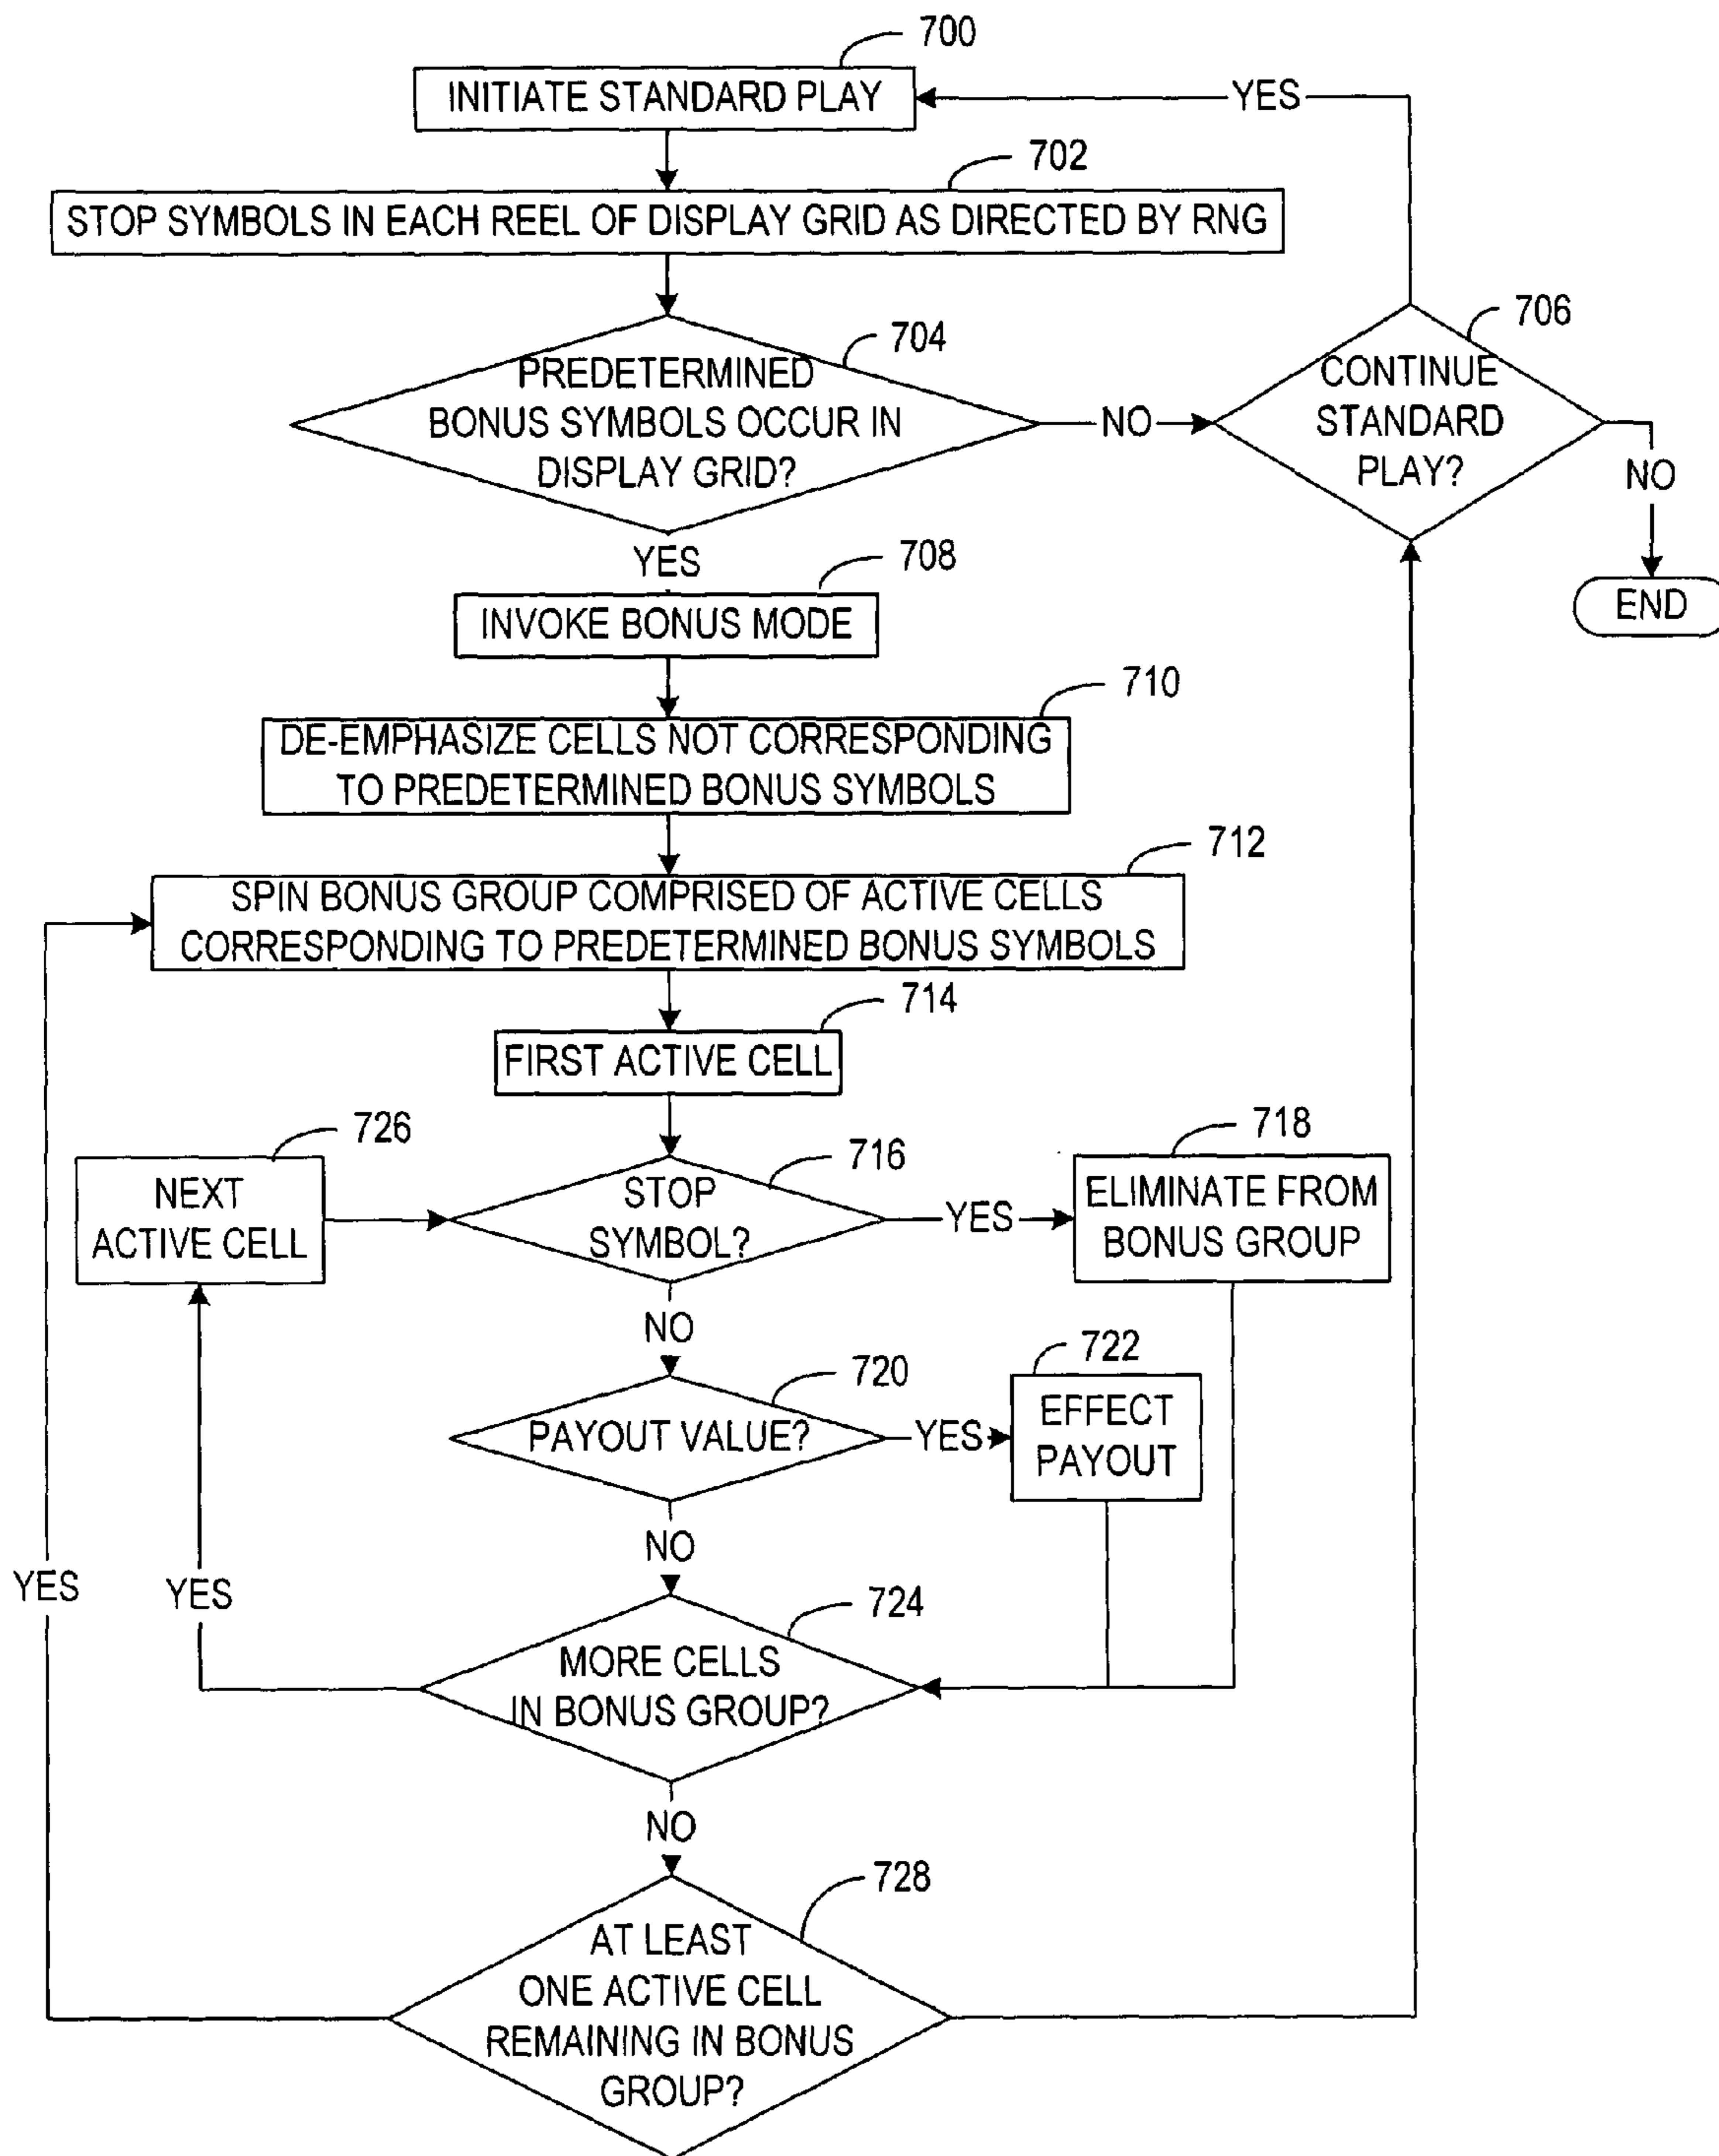 700
INITIATE STANDARD PLAY
YES
702
STOP SYMBOLS IN EACH REEL OF DISPLAY GRID AS DIRECTED BY RNG
704
PREDETERMINED
BONUS SYMBOLS OCCUR IN
DISPLAY GRID?
NO
706
CONTINUE
STANDARD
PLAY?
NO
END
YES
708
INVOKE BONUS MODE
710
DE-EMPHASIZE CELLS NOT CORRESPONDING
TO PREDETERMINED BONUS SYMBOLS
712
SPIN BONUS GROUP COMPRISED OF ACTIVE CELLS
CORRESPONDING TO PREDETERMINED BONUS SYMBOLS
714
FIRST ACTIVE CELL
726
NEXT
ACTIVE CELL
716
STOP
SYMBOL?
YES
718
ELIMINATE FROM
BONUS GROUP
NO
720
PAYOUT VALUE?
YES
722
EFFECT
PAYOUT
NO
YES
YES
724
MORE CELLS
IN BONUS GROUP?
NO
728
AT LEAST
ONE ACTIVE CELL
REMAINING IN BONUS
GROUP?